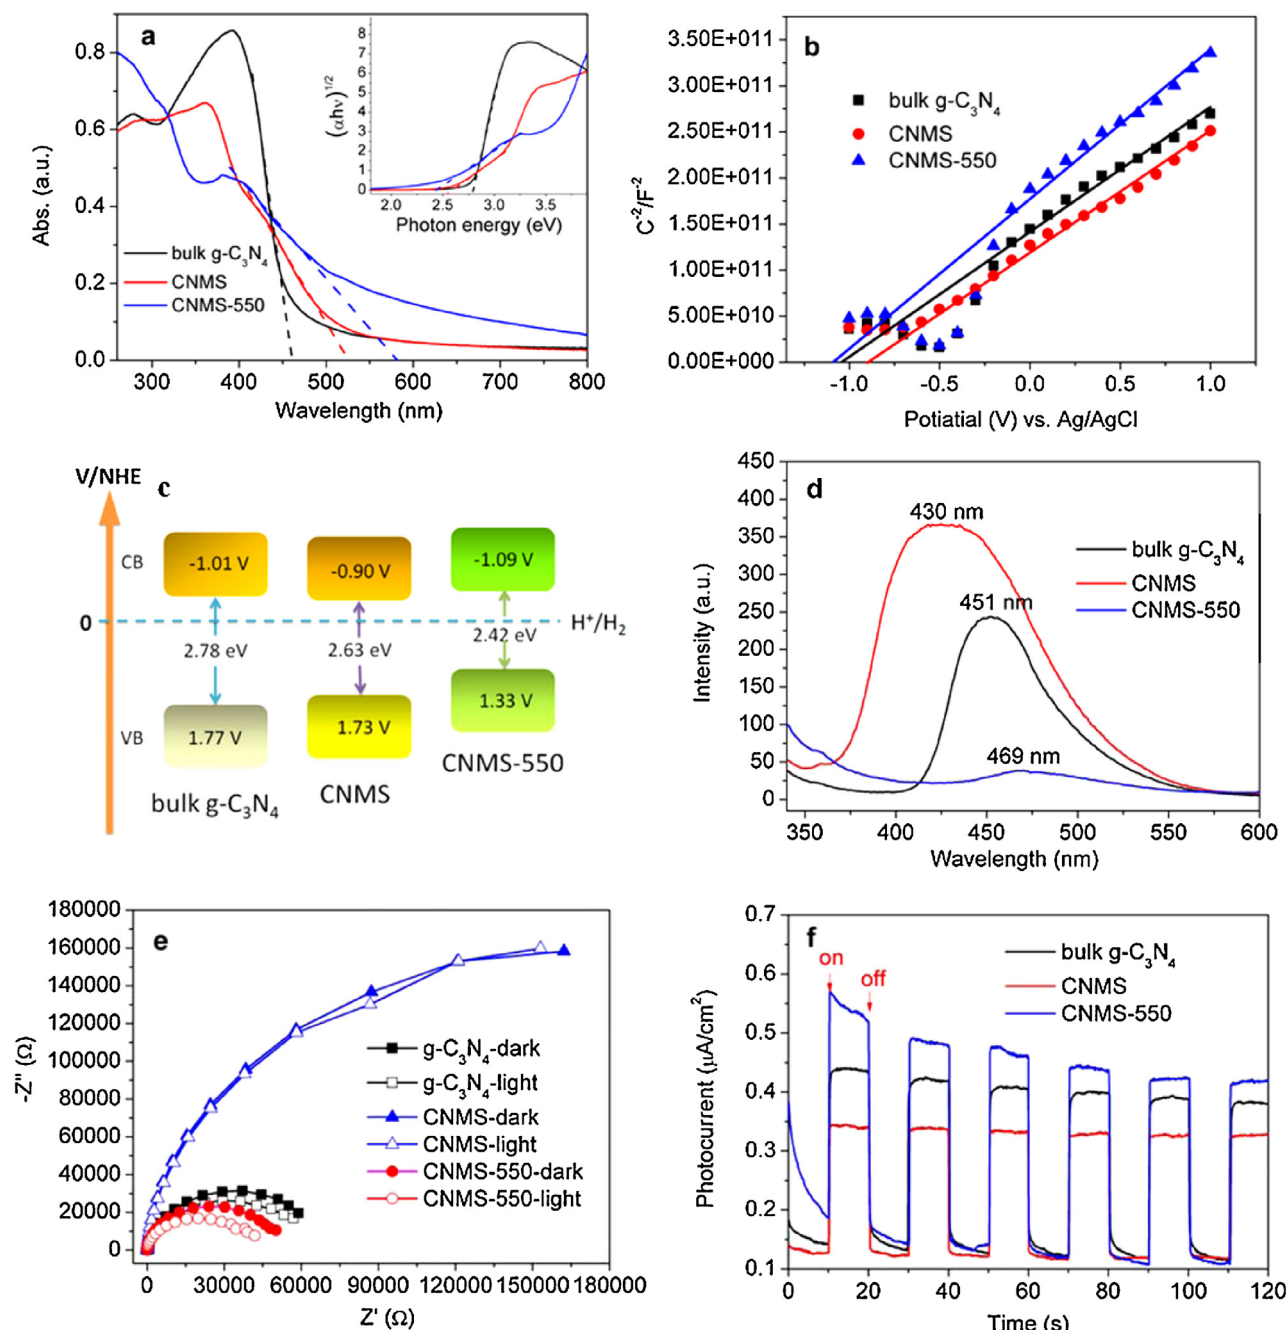 a
Abs. (a.u.)
0.8
0.6
0.4
0.2
0.0
300 400 500 600 700 800
Wavelength (nm)
bulk g-C₃N₄
CNMS
CNMS-550
(αhν)^1/2
8
7
6
5
4
3
2
1
0
2.0 2.5 3.0 3.5
Photon energy (eV)
b
C⁻²/F⁻²
3.50E+011
3.00E+011
2.50E+011
2.00E+011
1.50E+011
1.00E+011
5.00E+010
0.00E+000
-1.0 -0.5 0.0 0.5 1.0
Potiatial (V) vs. Ag/AgCl
bulk g-C₃N₄
CNMS
CNMS-550
V/NHE
c
CB
-1.01 V
-0.90 V
-1.09 V
0
H⁺/H₂
2.78 eV
2.63 eV
2.42 eV
VB
1.77 V
1.73 V
1.33 V
bulk g-C₃N₄
CNMS
CNMS-550
d
Intensity (a.u.)
450
400
350
300
250
200
150
100
50
0
350 400 450 500 550 600
Wavelength (nm)
430 nm
451 nm
469 nm
bulk g-C₃N₄
CNMS
CNMS-550
e
-Z'' (Ω)
180000
160000
140000
120000
100000
80000
60000
40000
20000
0
0 30000 60000 90000 120000 150000 180000
Z' (Ω)
g-C₃N₄-dark
g-C₃N₄-light
CNMS-dark
CNMS-light
CNMS-550-dark
CNMS-550-light
f
Photocurrent (μA/cm²)
0.7
0.6
0.5
0.4
0.3
0.2
0.1
0 20 40 60 80 100 120
Time (s)
on
off
bulk g-C₃N₄
CNMS
CNMS-550